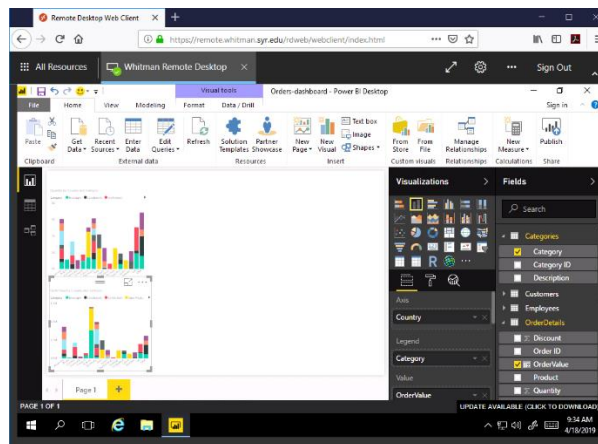 Remote Desktop Web Client
https://remote.whitman.syr.edu/rdweb/webclient/index.html
All Resources
Whitman Remote Desktop
Sign Out
Visual tools
Orders-dashboard - Power BI Desktop
File Home View Modeling Format Data / Drill
Sign in
Paste
Get Data
Recent Sources
Enter Data
Edit Queries
Refresh
Solution Templates
Partner Showcase
New Page
New Visual
Text box
Image
Shapes
From Store
From File
Manage Relationships
New Measure
Publish
Clipboard External data Resources Insert Custom visuals Relationships Calculations Share
Visualizations
Axis
Country
Legend
Category
Value
OrderValue
Fields
Search
Categories
Category
Category ID
Description
Customers
Employees
OrderDetails
Discount
Order ID
OrderValue
Product
Quantity
Page 1
PAGE 1 OF 1
UPDATE AVAILABLE (CLICK TO DOWNLOAD)
9:34 AM
4/18/2019